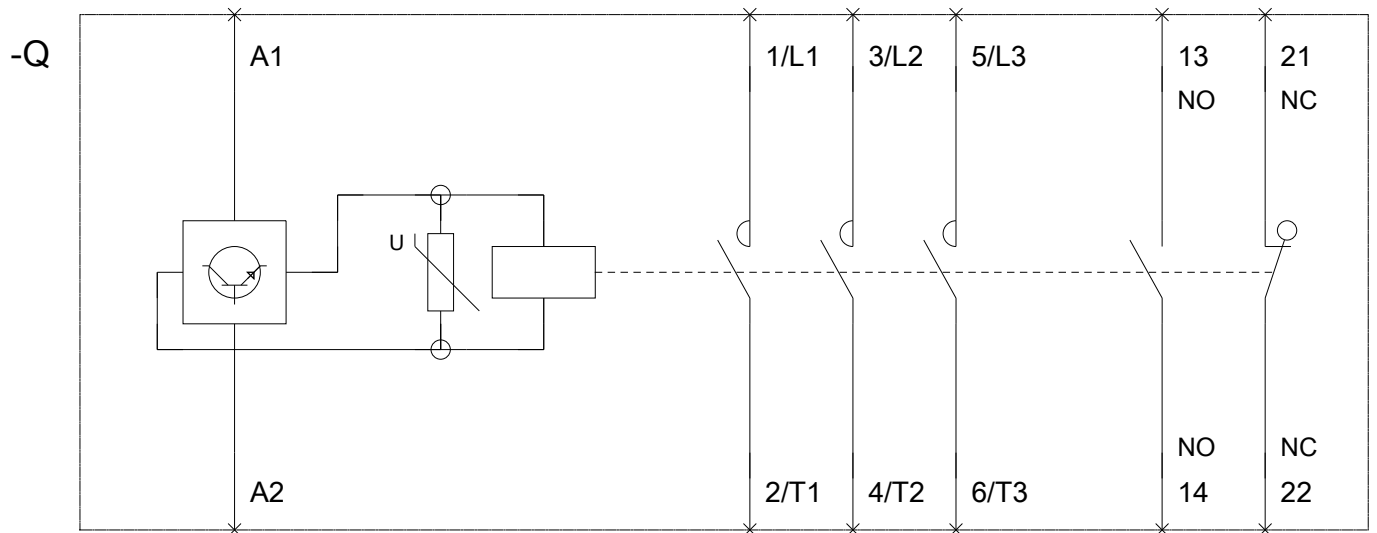 -Q
A1 1/L1 3/L2 5/L3 13 21
NO NC
U
NO NC
A2 2/T1 4/T2 6/T3 14 22